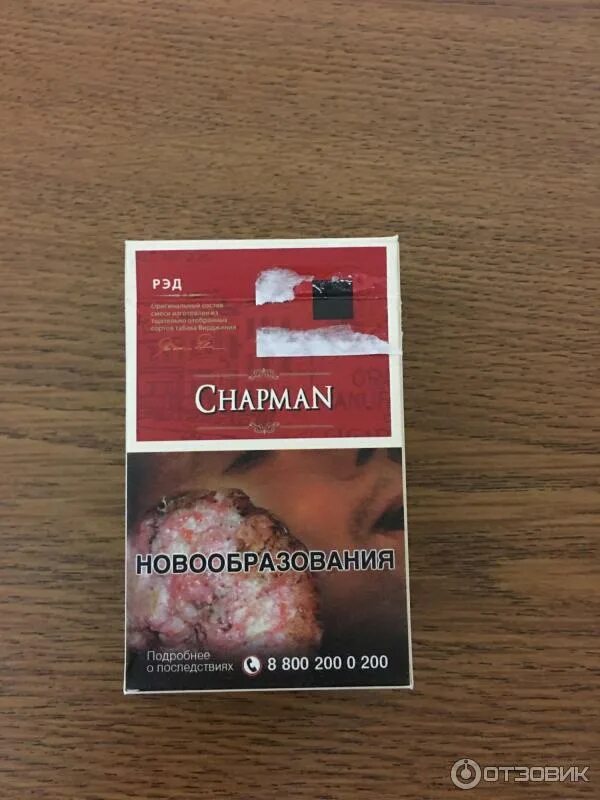 РЭД
Оригинальный состав
смеси изготовлен из
тщательно отобранных
сортов табака Вирджиния
CHAPMAN
НОВООБРАЗОВАНИЯ
Подробнее
о последствиях
8 800 200 0 200
ОТЗОВИК